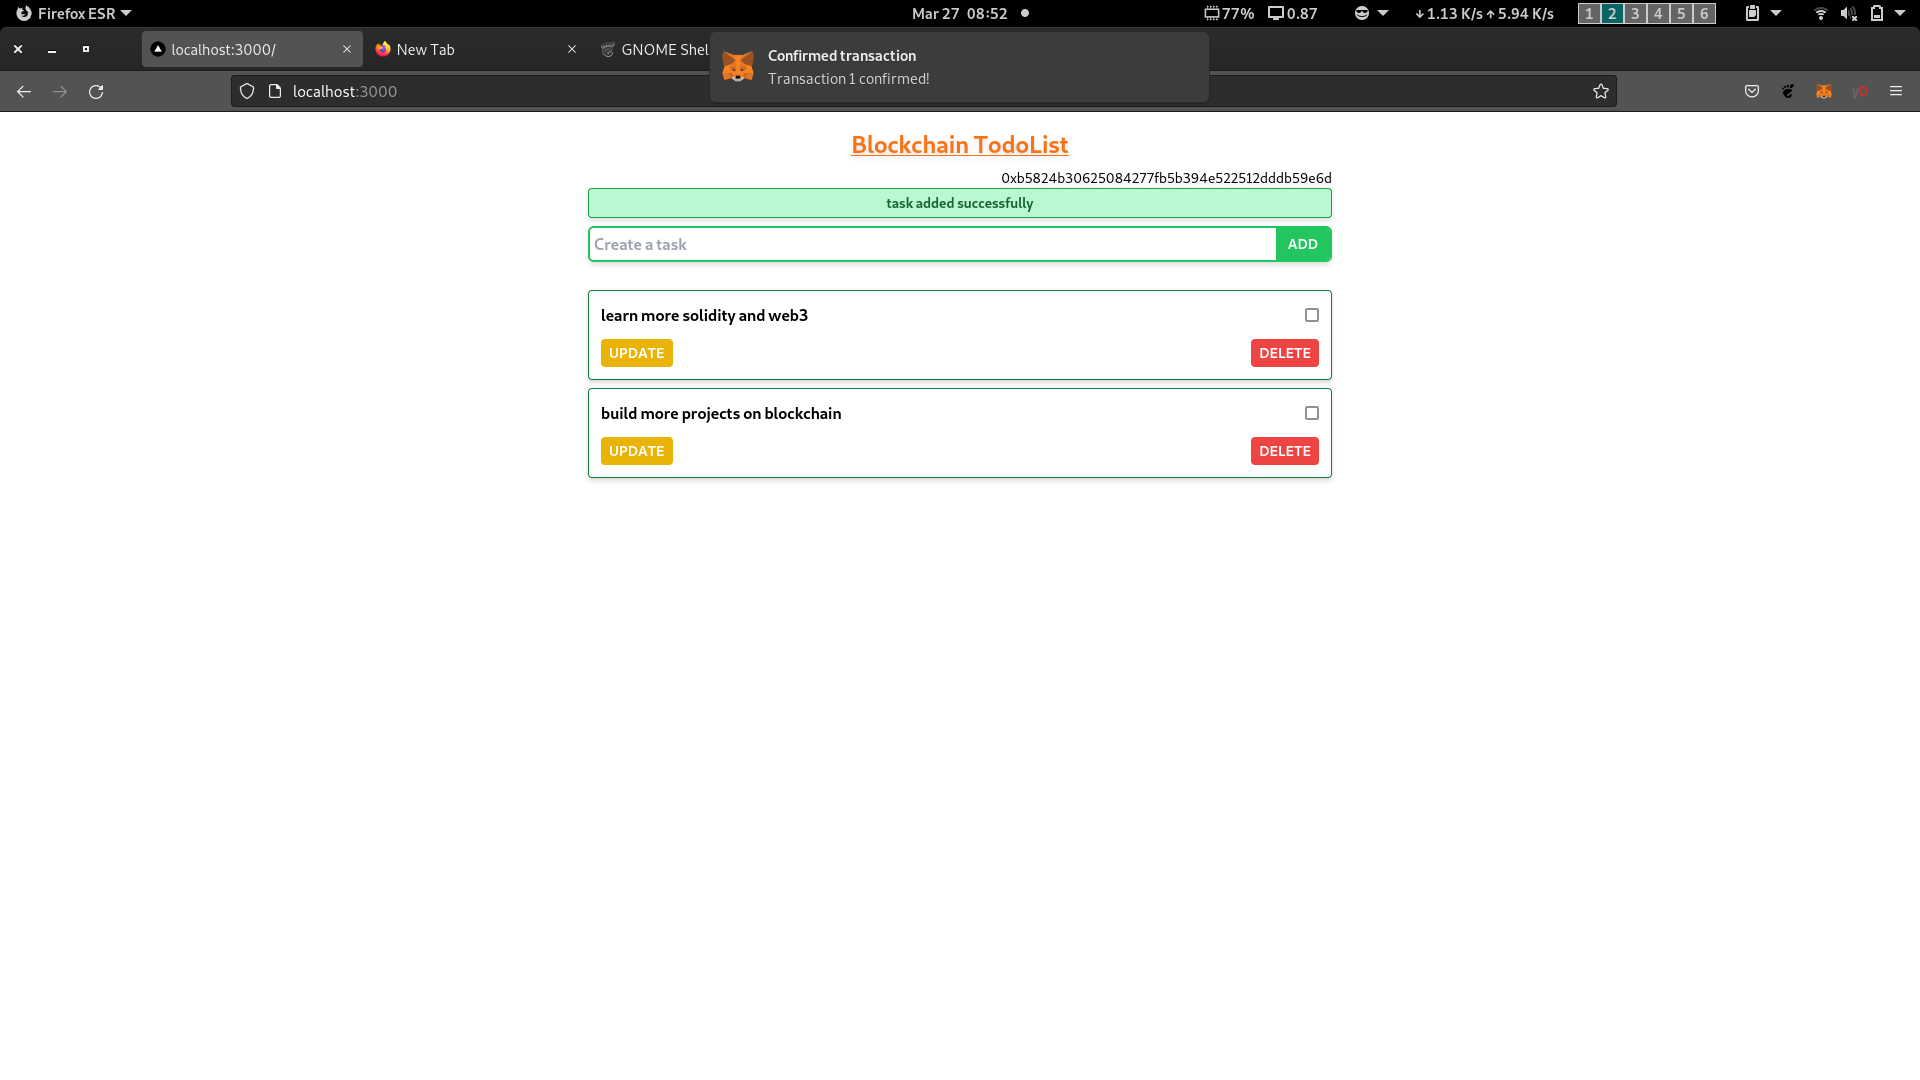 Firefox ESR
Mar 27 08:52
77% 0.87
↓1.13 K/s ↑ 5.94 K/s
1 2 3 4 5 6
localhost:3000/
New Tab
GNOME Shel
Confirmed transaction
Transaction 1 confirmed!
localhost:3000
yD
Blockchain TodoList
0xb5824b30625084277fb5b394e522512dddb59e6d
task added successfully
Create a task
ADD
learn more solidity and web3
UPDATE
DELETE
build more projects on blockchain
UPDATE
DELETE